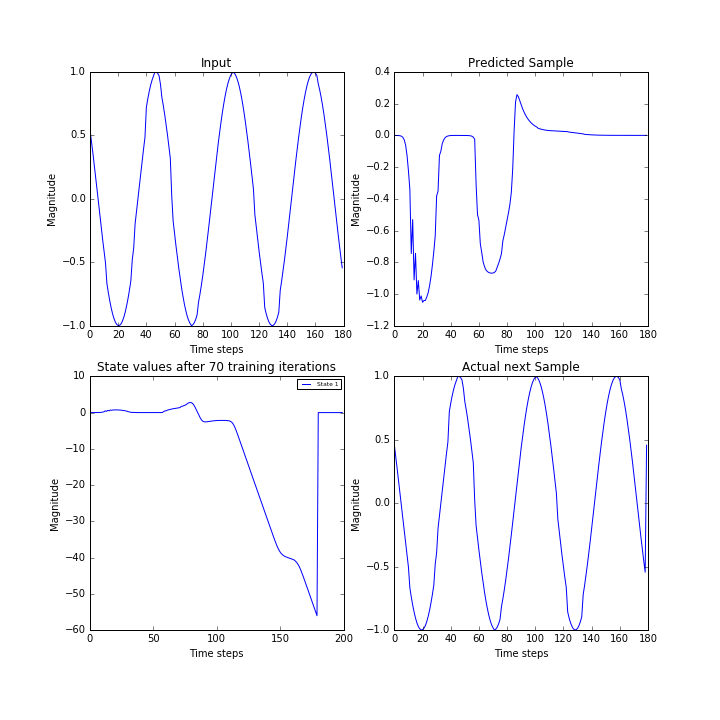 Input
Magnitude
1.0
0.5
0.0
−0.5
−1.0
0 20 40 60 80 100 120 140 160 180
Time steps
Predicted Sample
Magnitude
0.4
0.2
0.0
−0.2
−0.4
−0.6
−0.8
−1.0
−1.2
0 20 40 60 80 100 120 140 160 180
Time steps
State values after 70 training iterations
State 1
Magnitude
10
0
−10
−20
−30
−40
−50
−60
0 50 100 150 200
Time steps
Actual next Sample
Magnitude
1.0
0.5
0.0
−0.5
−1.0
0 20 40 60 80 100 120 140 160 180
Time steps